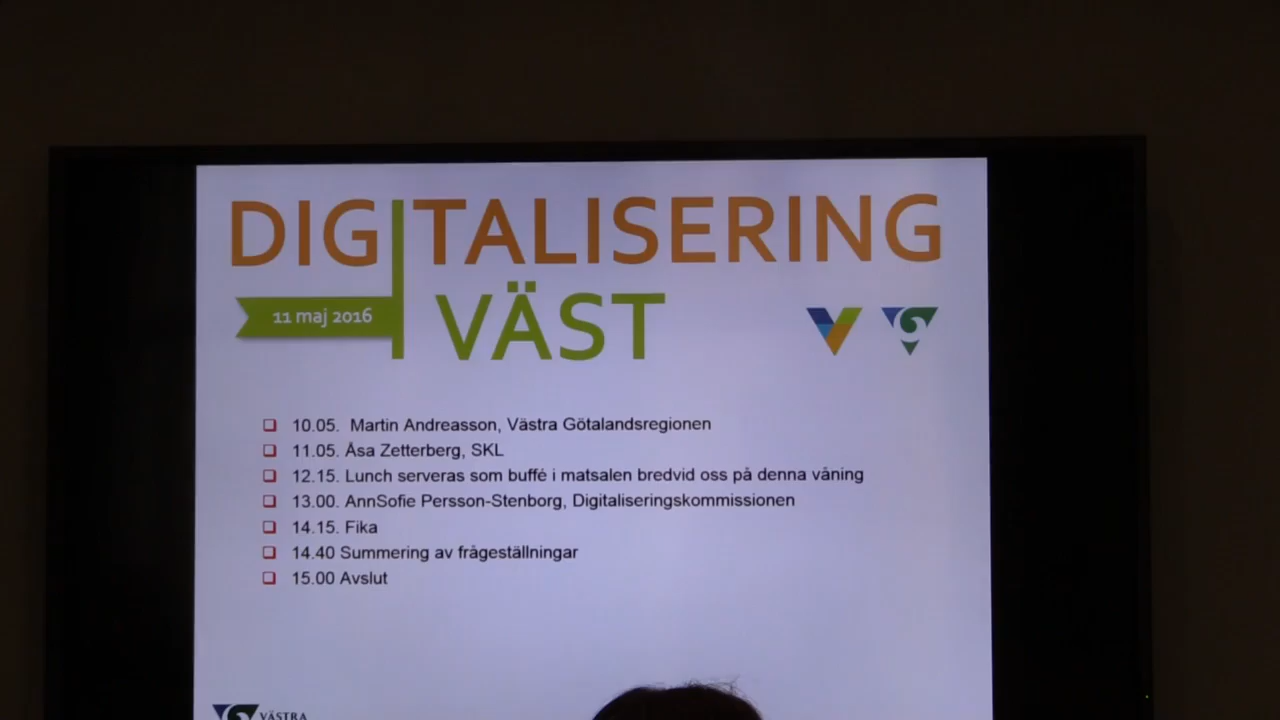 DIGITALISERING
VÄST
11 maj 2016
10.05.  Martin Andreasson, Västra Götalandsregionen
11.05. Åsa Zetterberg, SKL
12.15. Lunch serveras som buffé i matsalen bredvid oss på denna våning
13.00. AnnSofie Persson-Stenborg, Digitaliseringskommissionen
14.15. Fika
14.40 Summering av frågeställningar
15.00 Avslut
VÄSTRA